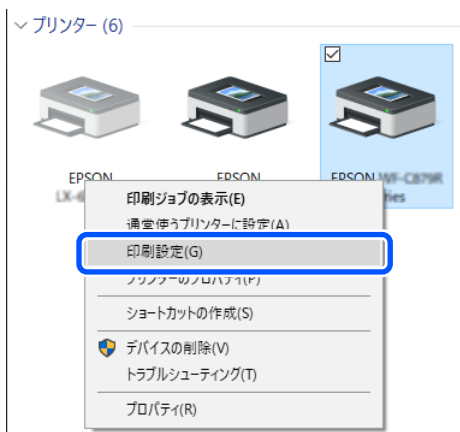 プリンター (6)
EPSON EPSON EPSON WF-C879R
LX-
印刷ジョブの表示(E)
通常使うプリンターに設定(A)
印刷設定(G)
プリンターのプロパティ(P)
ショートカットの作成(S)
デバイスの削除(V)
トラブルシューティング(T)
プロパティ(R)